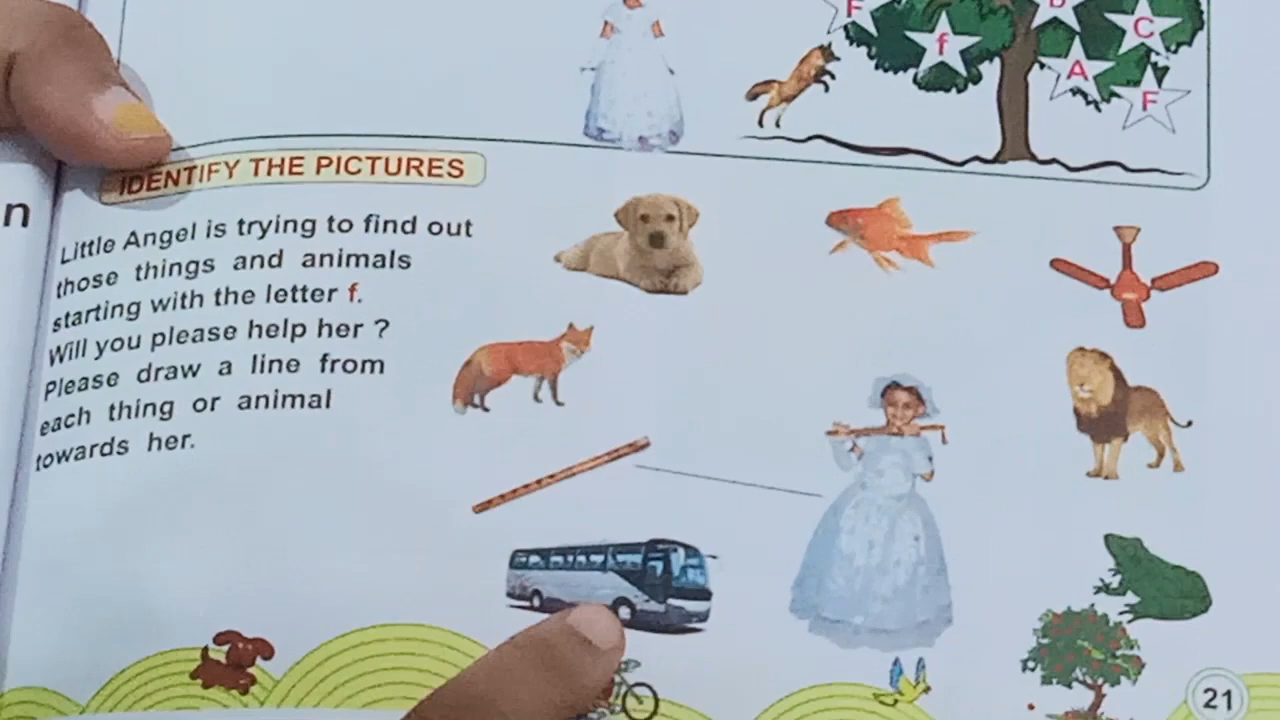 F
b
f
C
A
F
IDENTIFY THE PICTURES
n
Little Angel is trying to find out
those things and animals
starting with the letter f.
Will you please help her ?
Please draw a line from
each thing or animal
towards her.
21